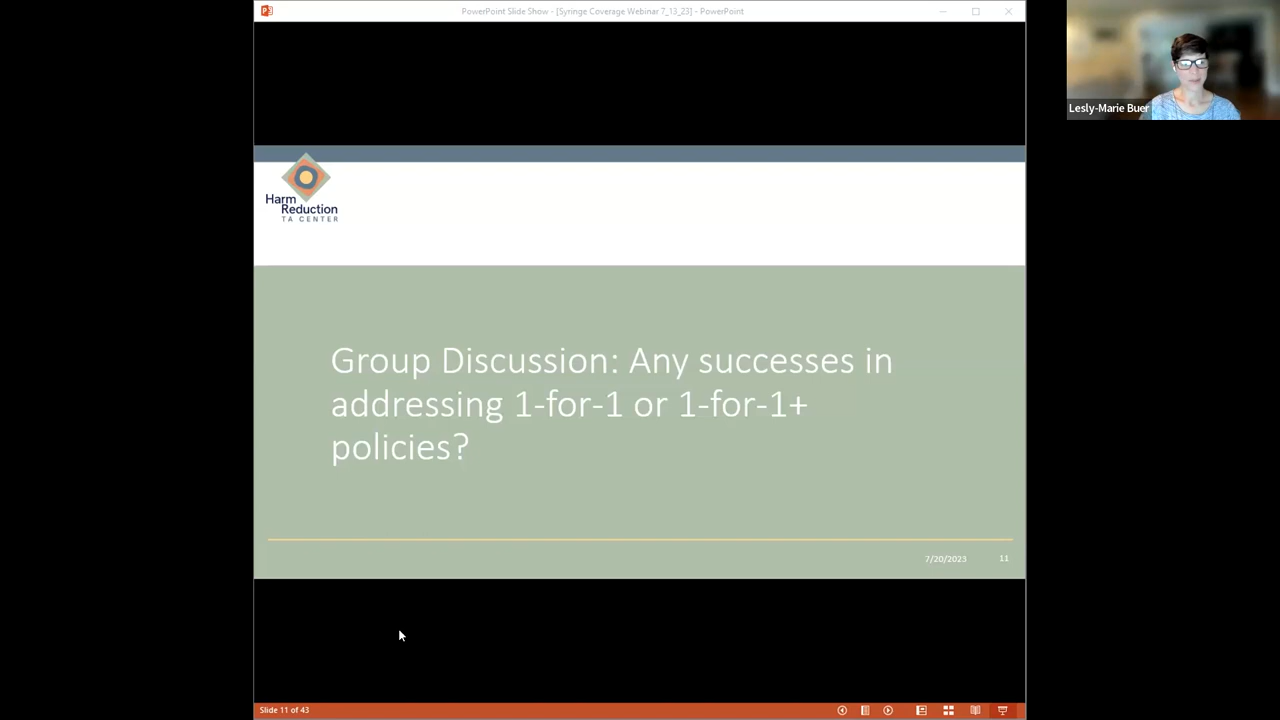 PowerPoint Slide Show - [Syringe Coverage Webinar 7_13_23] - PowerPoint
Lesly-Marie Buer
Harm
Reduction
TA CENTER
Group Discussion: Any successes in
addressing 1-for-1 or 1-for-1+
policies?
7/20/2023 11
Slide 11 of 43